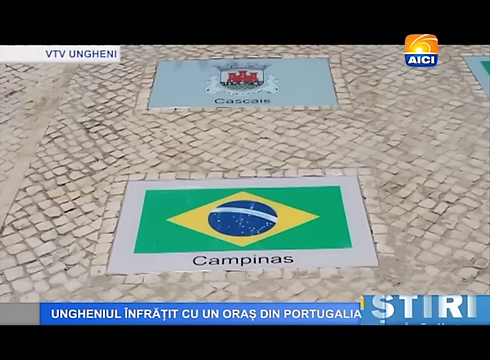 VTV UNGHENI
AICI
Cascais
Campinas
UNGHENIUL ÎNFRĂȚIT CU UN ORAȘ DIN PORTUGALIA
ȘTIRI